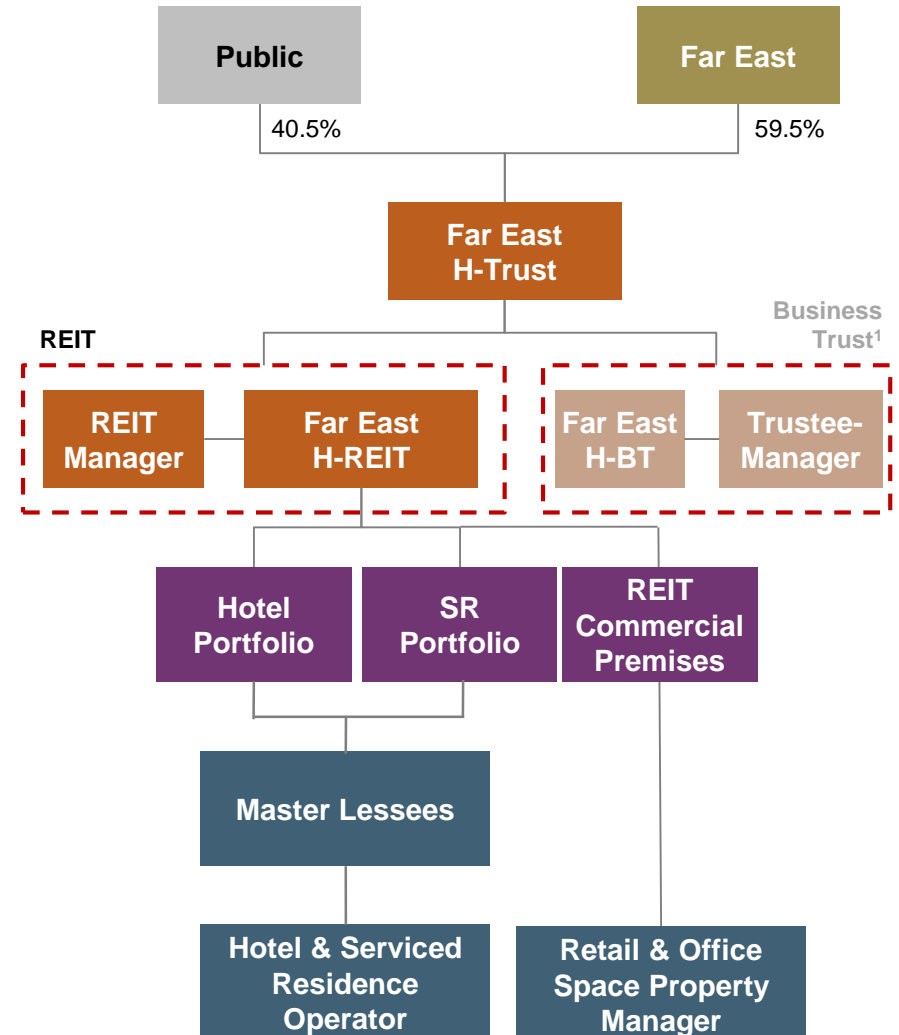 Public
Far East
40.5%
59.5%
Far East
H-Trust
REIT
Business
Trust¹
REIT
Manager
Far East
H-REIT
Far East
H-BT
Trustee-
Manager
Hotel
Portfolio
SR
Portfolio
REIT
Commercial
Premises
Master Lessees
Hotel & Serviced
Residence
Operator
Retail & Office
Space Property
Manager